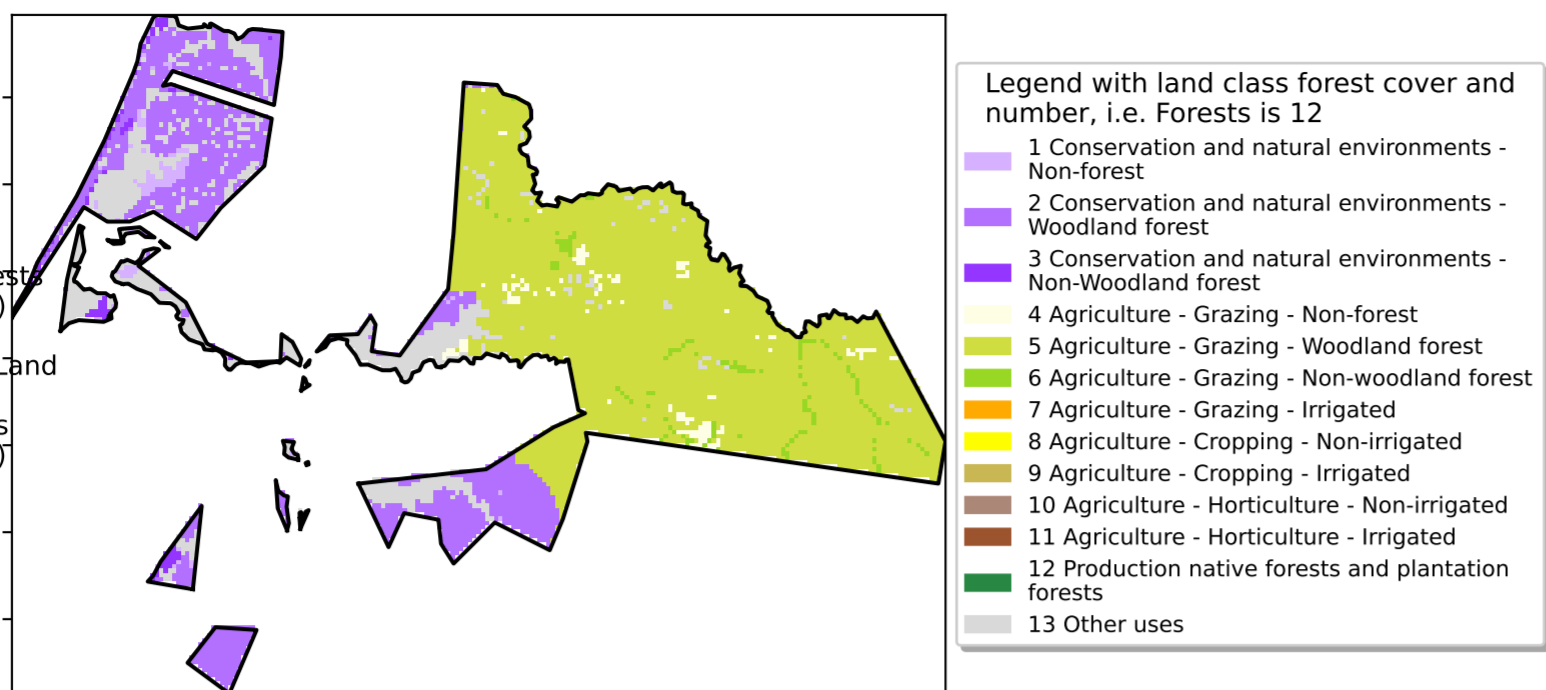 Legend with land class forest cover and
number, i.e. Forests is 12
1 Conservation and natural environments -
Non-forest
2 Conservation and natural environments -
Woodland forest
3 Conservation and natural environments -
Non-Woodland forest
4 Agriculture - Grazing - Non-forest
5 Agriculture - Grazing - Woodland forest
6 Agriculture - Grazing - Non-woodland forest
7 Agriculture - Grazing - Irrigated
8 Agriculture - Cropping - Non-irrigated
9 Agriculture - Cropping - Irrigated
10 Agriculture - Horticulture - Non-irrigated
11 Agriculture - Horticulture - Irrigated
12 Production native forests and plantation
forests
13 Other uses
ests
)
Land
s
)